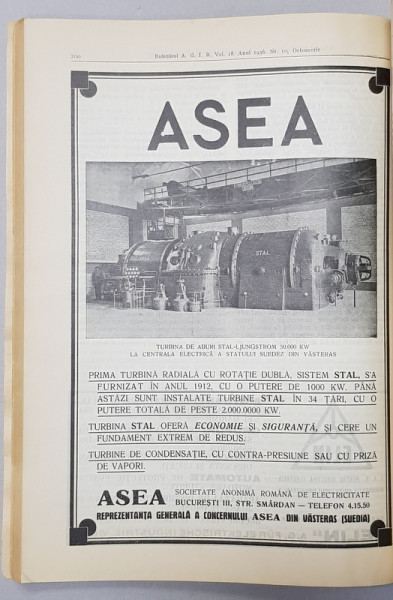 200
Buletinul A. G. I. R. Vol. 18. Anul 1936. Nr. 10, Octomvrie
ASEA
STAL
TURBINA DE ABURI STAL-LJUNGSTROM 50.000 KW
LA CENTRALA ELECTRICĂ A STATULUI SUEDEZ DIN VÄSTERAS
PRIMA TURBINĂ RADIALĂ CU ROTAȚIE DUBLĂ, SISTEM STAL, S'A
FURNIZAT ÎN ANUL 1912, CU O PUTERE DE 1000 KW. PÂNĂ
ASTĂZI SUNT INSTALATE TURBINE STAL ÎN 34 ȚĂRI, CU O
PUTERE TOTALĂ DE PESTE 2.000.0000 KW.
TURBINA STAL OFERĂ ECONOMIE ȘI SIGURANȚĂ, ȘI CERE UN
FUNDAMENT EXTREM DE REDUS.
TURBINE DE CONDENSAȚIE, CU CONTRA-PRESIUNE SAU CU PRIZĂ
DE VAPORI.
ASEA SOCIETATE ANONIMĂ ROMÂNĂ DE ELECTRICITATE
BUCUREȘTI III, STR. SMÂRDAN — TELEFON 4.15.50
REPREZENTANȚA GENERALĂ A CONCERNULUI ASEA DIN VÄSTERAS (SUEDIA)